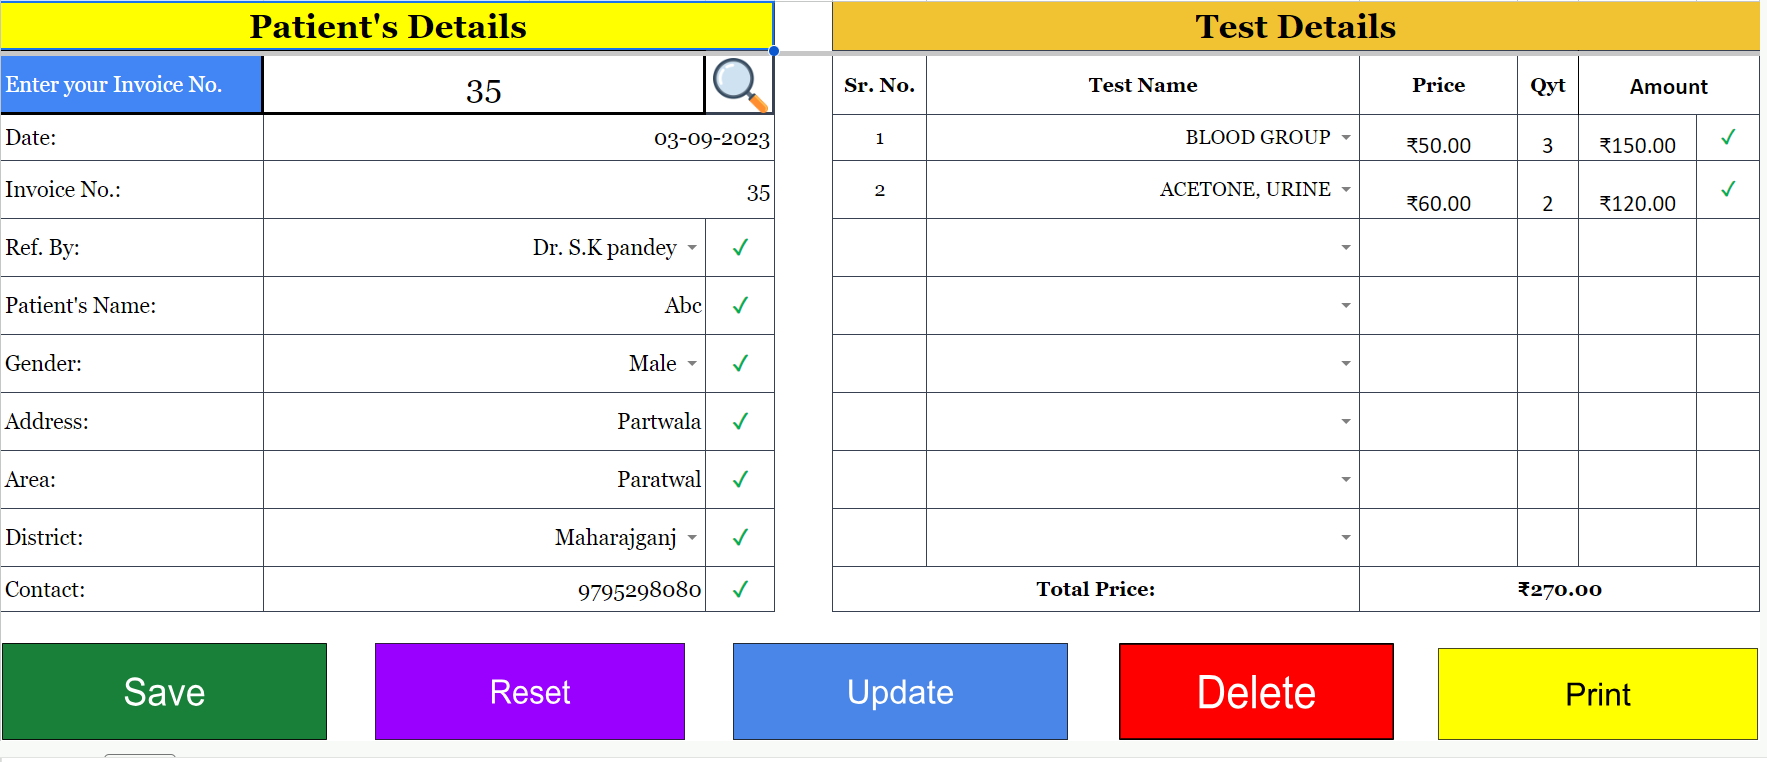 Patient's Details
Enter your Invoice No. 35
Date: 03-09-2023
Invoice No.: 35
Ref. By: Dr. S.K pandey ✓
Patient's Name: Abc ✓
Gender: Male ✓
Address: Partwala ✓
Area: Paratwal ✓
District: Maharajganj ✓
Contact: 9795298080 ✓
Test Details
Sr. No. Test Name Price Qyt Amount
1 BLOOD GROUP ₹50.00 3 ₹150.00 ✓
2 ACETONE, URINE ₹60.00 2 ₹120.00 ✓
Total Price: ₹270.00
Save Reset Update Delete Print